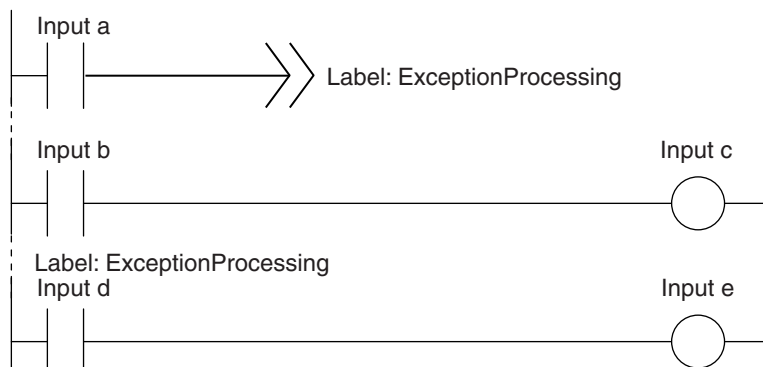 Input a
Label: ExceptionProcessing
Input b
Input c
Label: ExceptionProcessing
Input d
Input e